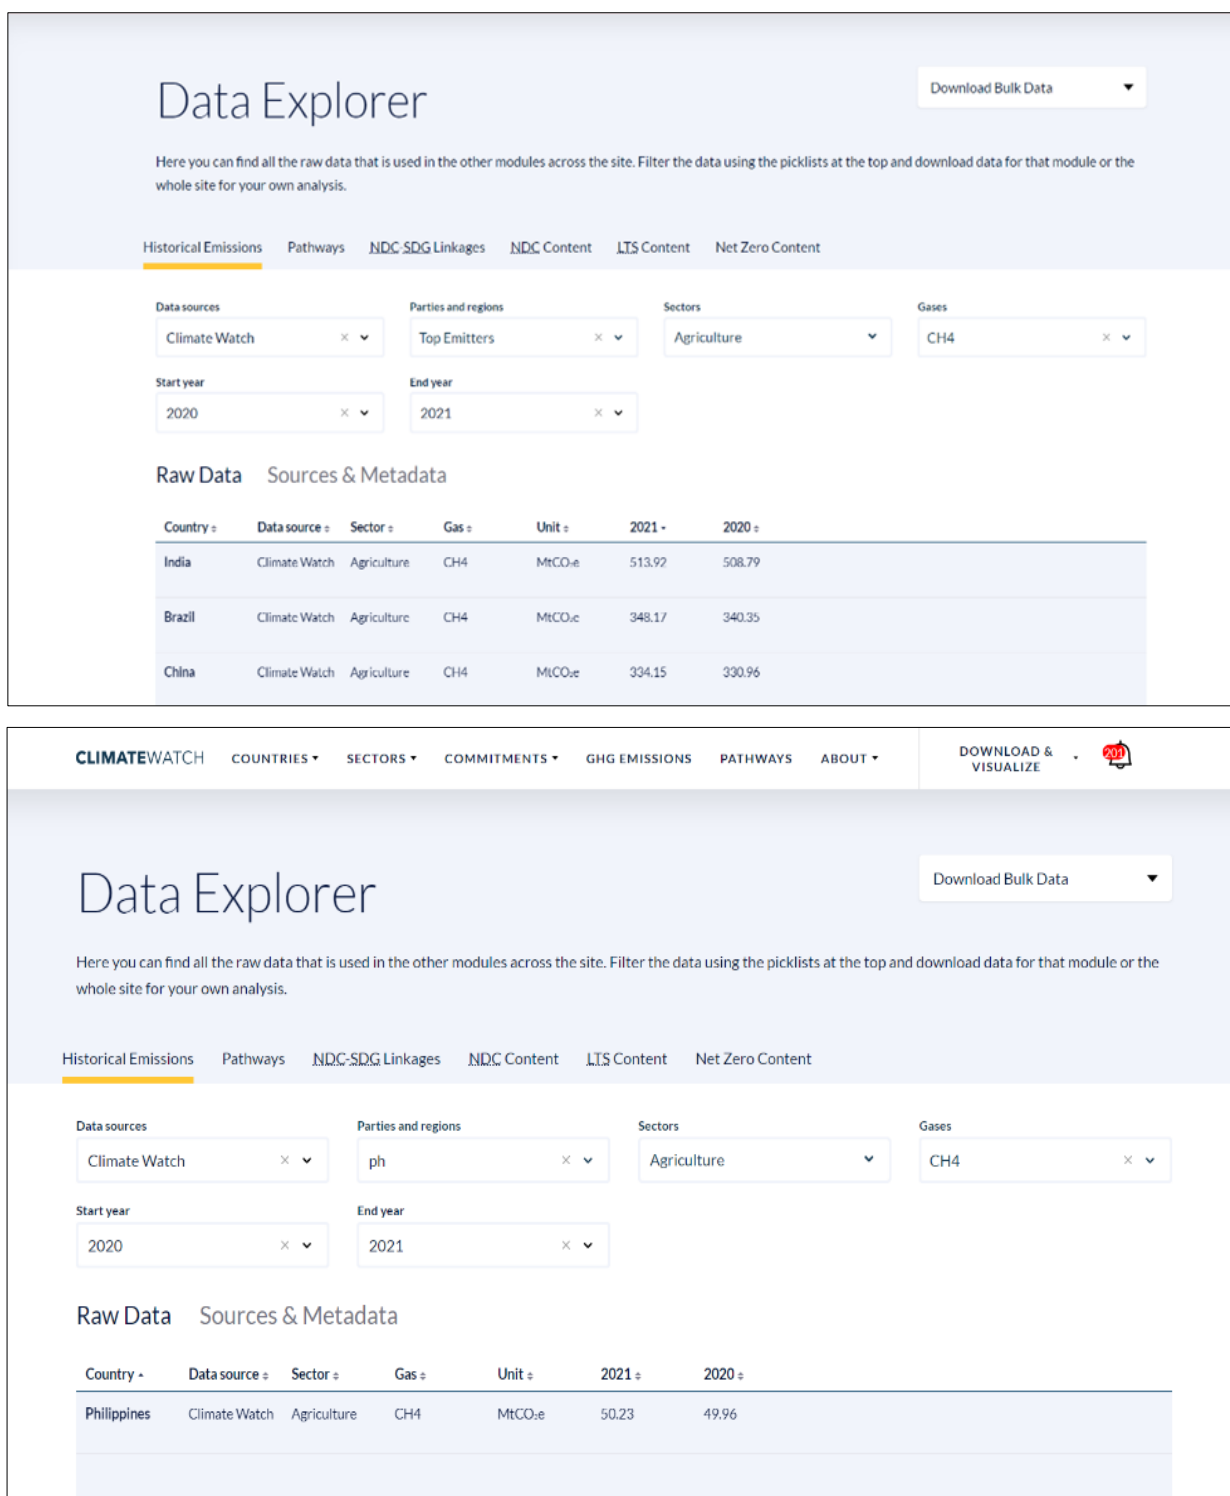 Data Explorer
Download Bulk Data
Here you can find all the raw data that is used in the other modules across the site. Filter the data using the picklists at the top and download data for that module or the
whole site for your own analysis.
Historical Emissions Pathways NDC-SDG Linkages NDC Content LTS Content Net Zero Content
Data sources Parties and regions Sectors Gases
Climate Watch × Top Emitters × Agriculture CH4 ×
Start year End year
2020 × 2021 ×
Raw Data Sources & Metadata
Country Data source Sector Gas Unit 2021 2020
India Climate Watch Agriculture CH4 MtCO₂e 513.92 508.79
Brazil Climate Watch Agriculture CH4 MtCO₂e 348.17 340.35
China Climate Watch Agriculture CH4 MtCO₂e 334.15 330.96
CLIMATEWATCH COUNTRIES SECTORS COMMITMENTS GHG EMISSIONS PATHWAYS ABOUT DOWNLOAD &
VISUALIZE 201
Data Explorer
Download Bulk Data
Here you can find all the raw data that is used in the other modules across the site. Filter the data using the picklists at the top and download data for that module or the
whole site for your own analysis.
Historical Emissions Pathways NDC-SDG Linkages NDC Content LTS Content Net Zero Content
Data sources Parties and regions Sectors Gases
Climate Watch × ph × Agriculture CH4 ×
Start year End year
2020 × 2021 ×
Raw Data Sources & Metadata
Country Data source Sector Gas Unit 2021 2020
Philippines Climate Watch Agriculture CH4 MtCO₂e 50.23 49.96